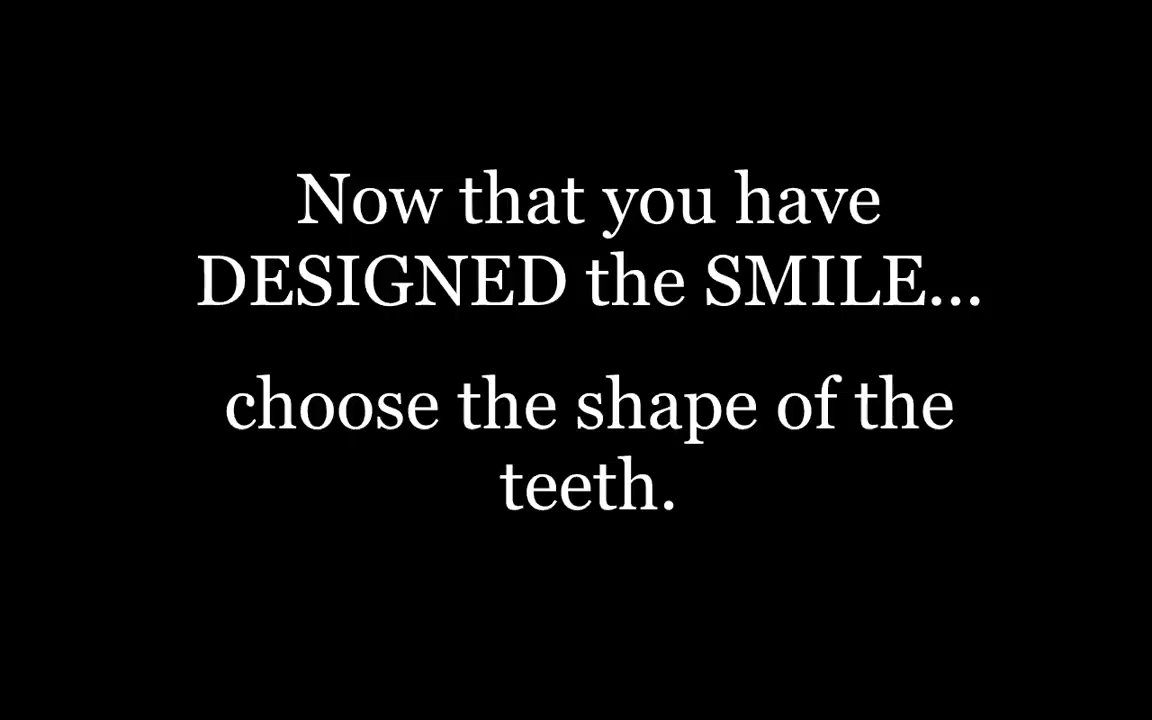 Now that you have
DESIGNED the SMILE...
choose the shape of the
teeth.